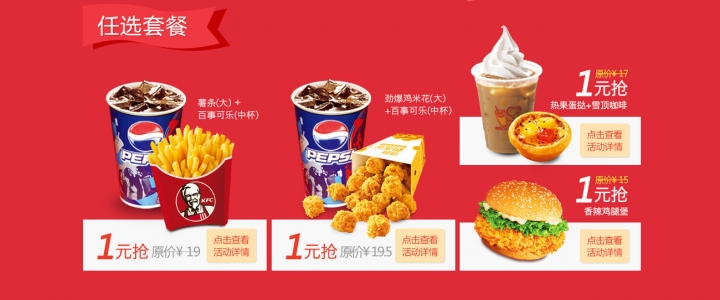 任选套餐
薯条(大) +
百事可乐(中杯)
PEPSI
KFC
1元抢 原价¥ 19
点击查看
活动详情
劲爆鸡米花(大)
+百事可乐(中杯)
PEPS
1元抢 原价¥ 19.5
点击查看
活动详情
原价¥ 17
1元抢
热果蛋挞+雪顶咖啡
点击查看
活动详情
原价¥ 15
1元抢
香辣鸡腿堡
点击查看
活动详情